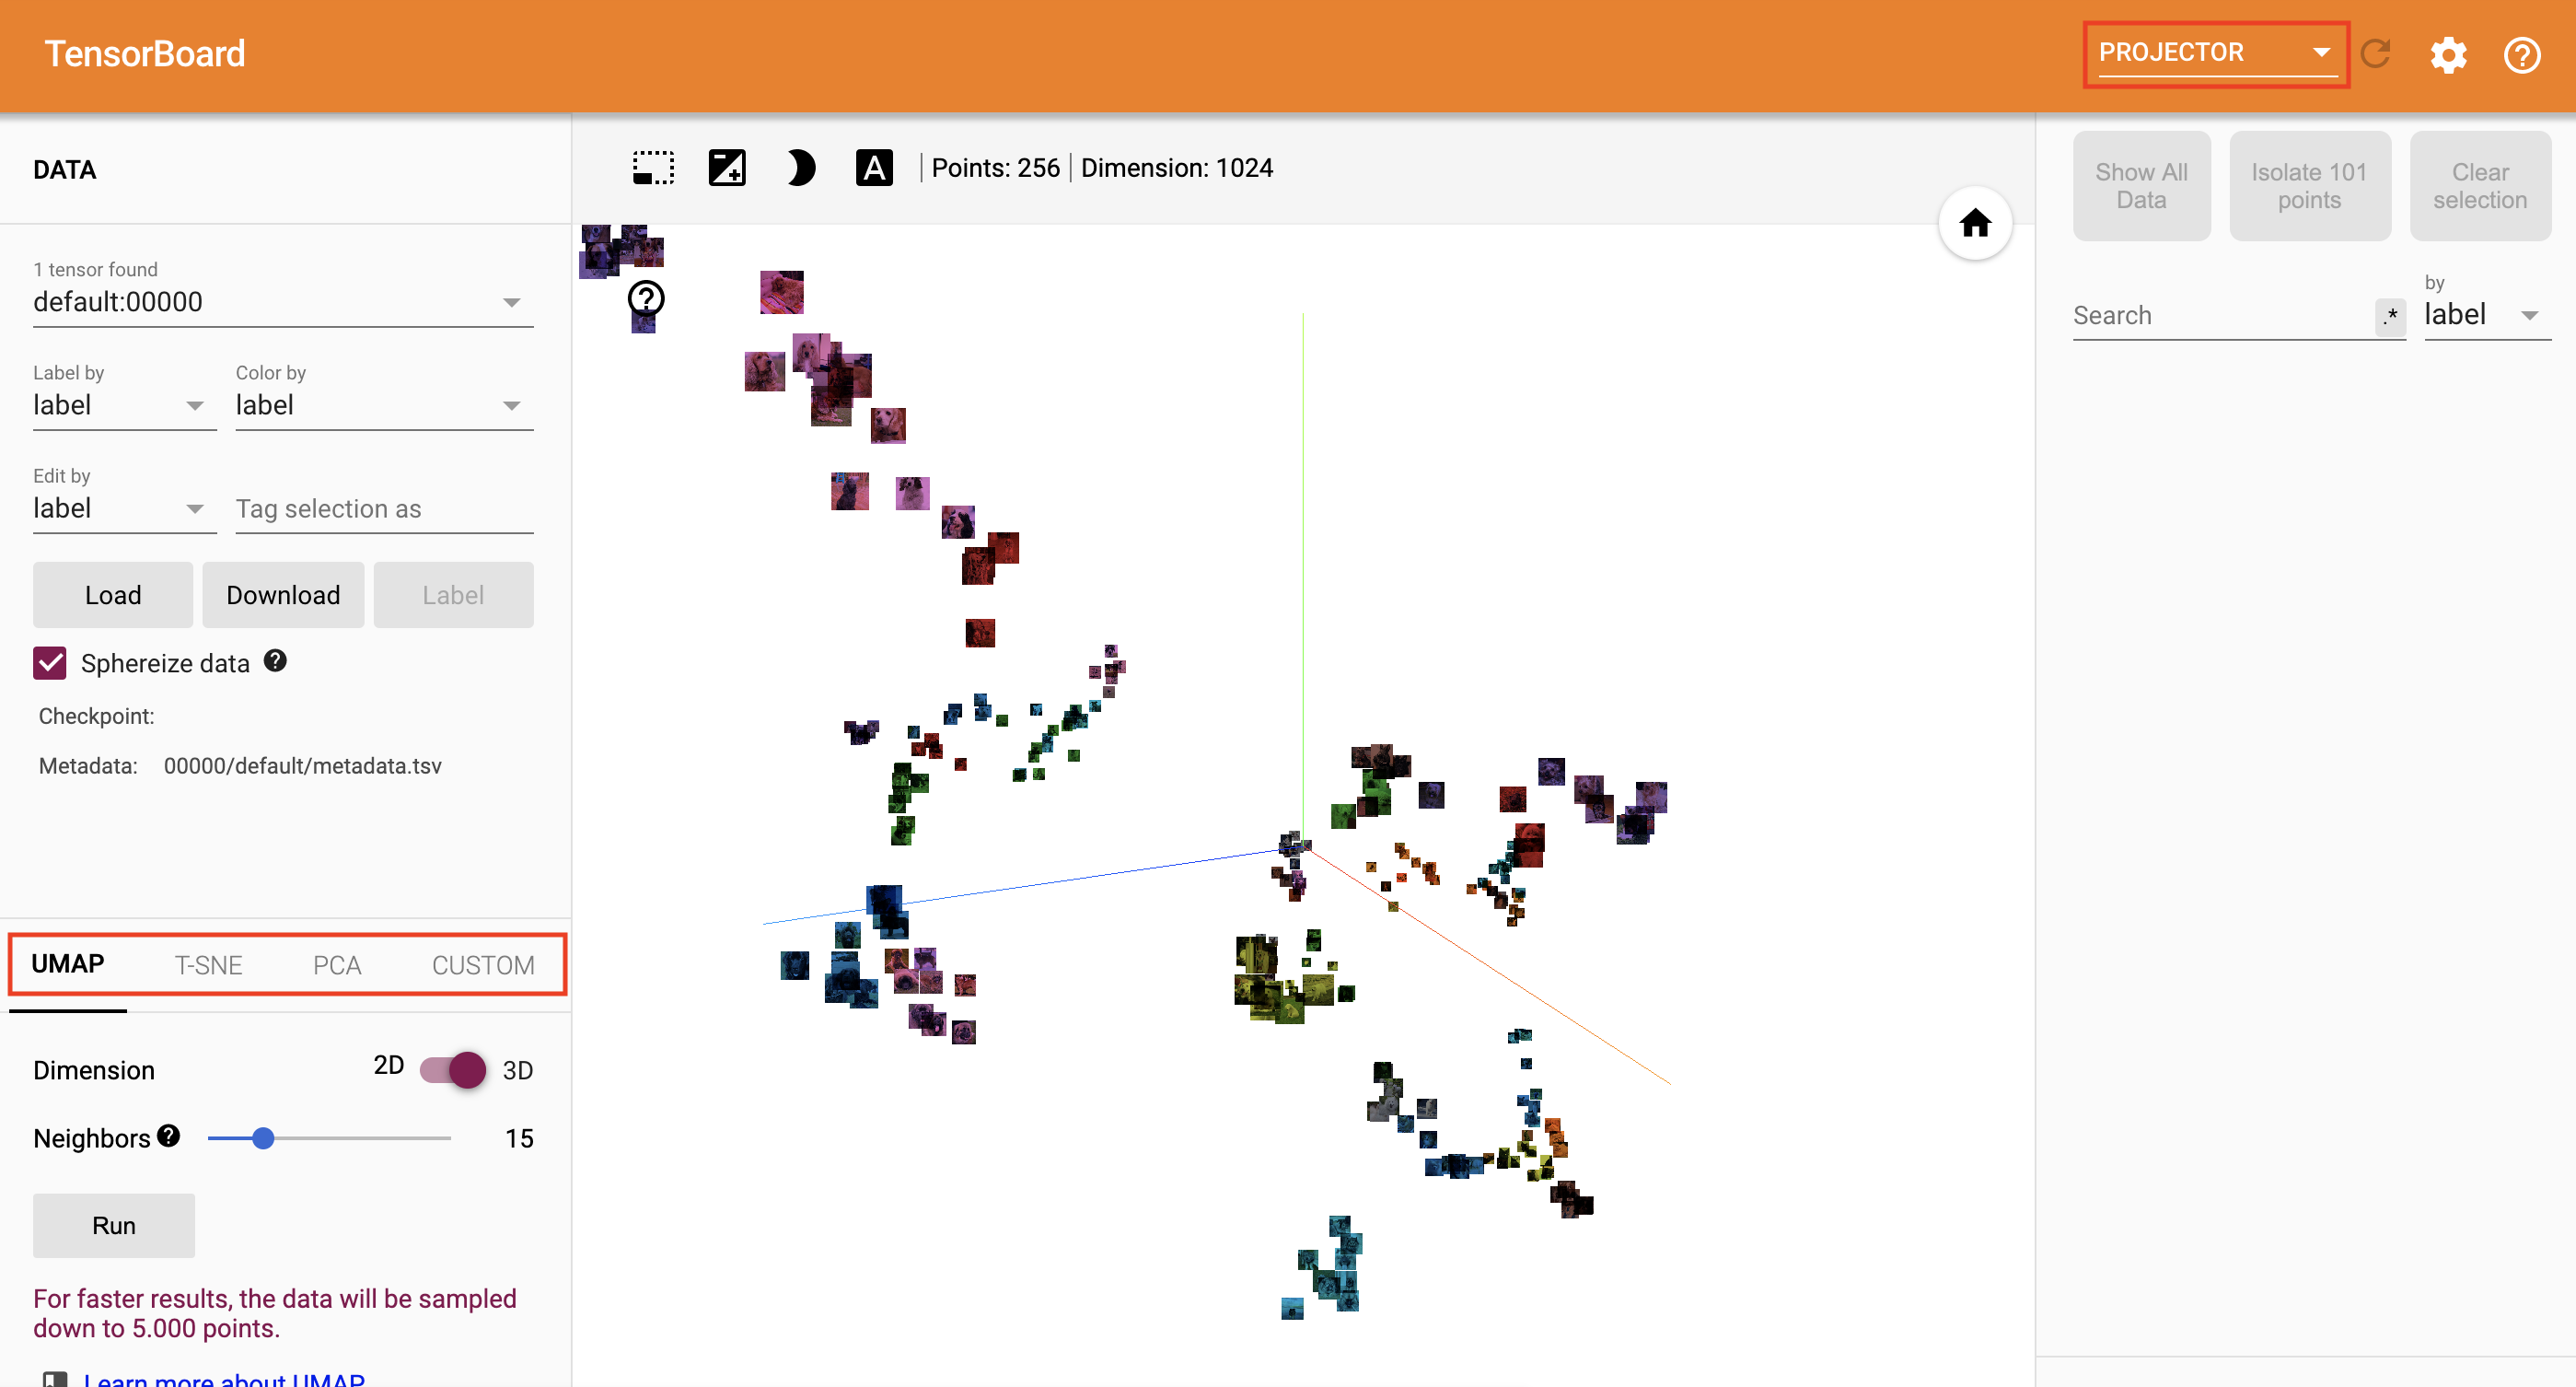 TensorBoard
PROJECTOR
DATA
A
Points: 256
Dimension: 1024
Show All Data
Isolate 101 points
Clear selection
1 tensor found
default:00000
Search
.*
by
label
Label by
label
Color by
label
Edit by
label
Tag selection as
Load
Download
Label
Sphereize data
Checkpoint:
Metadata: 00000/default/metadata.tsv
UMAP
T-SNE
PCA
CUSTOM
Dimension
2D
3D
Neighbors
15
Run
For faster results, the data will be sampled
down to 5.000 points.
Learn more about UMAP